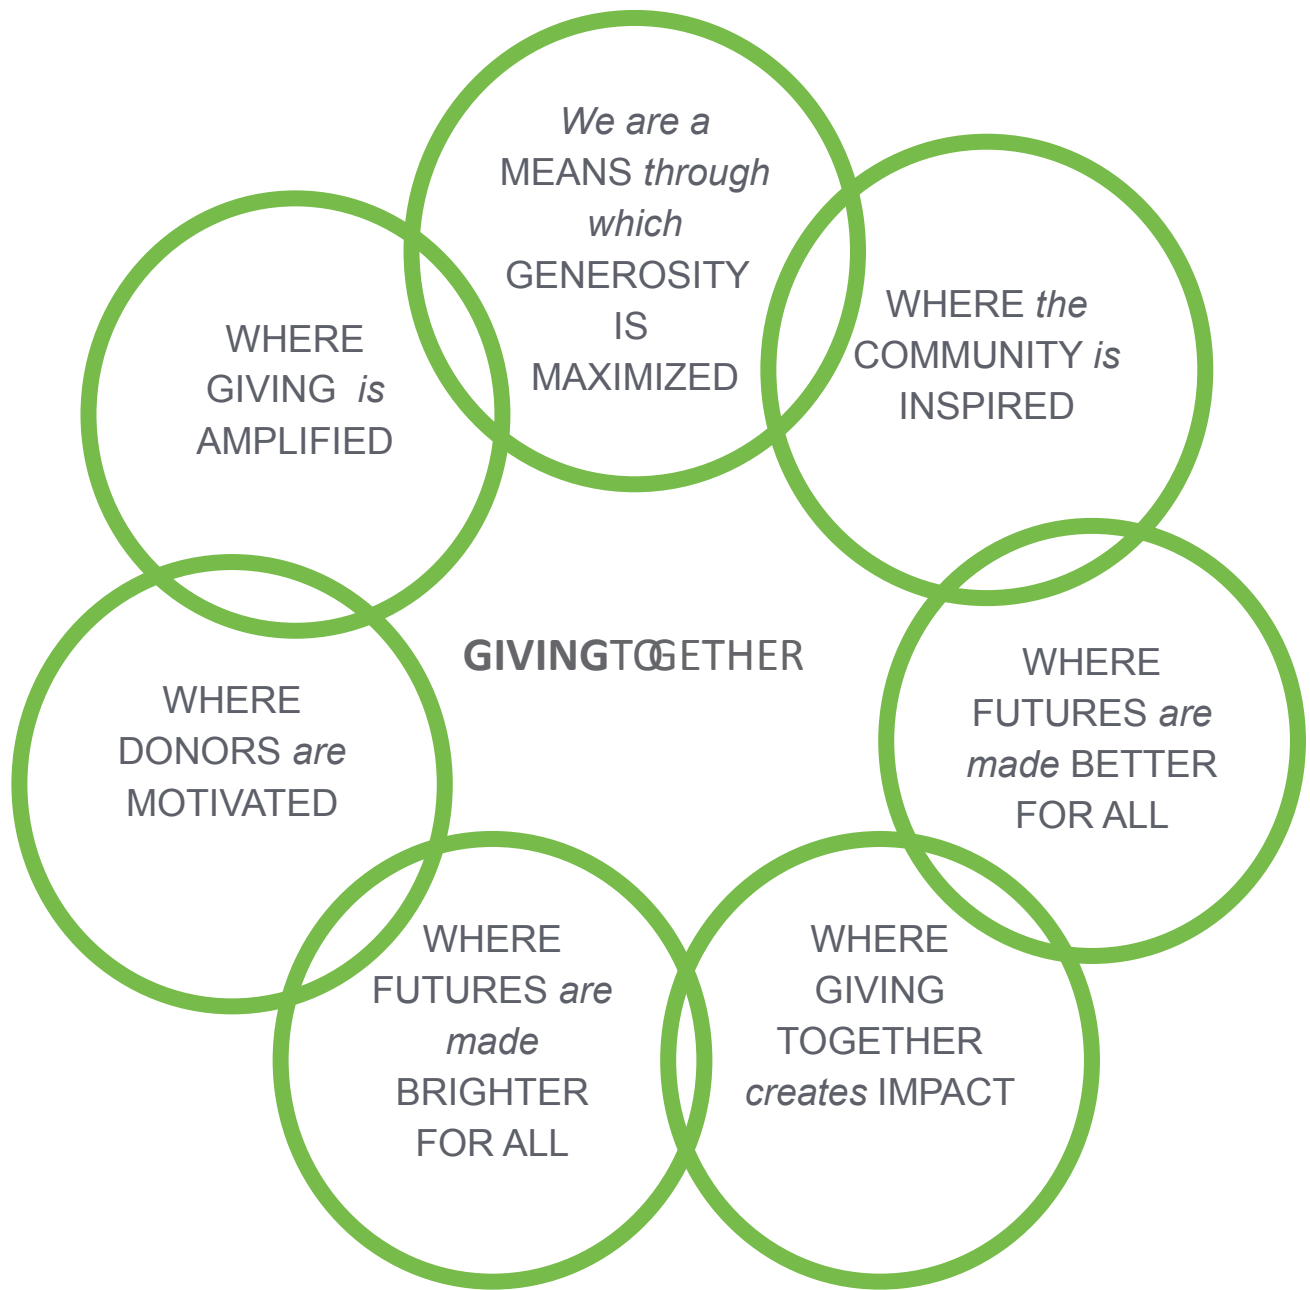 We are a
MEANS through
which
GENEROSITY
IS
MAXIMIZED
WHERE the
COMMUNITY is
INSPIRED
WHERE
FUTURES are
made BETTER
FOR ALL
WHERE
GIVING
TOGETHER
creates IMPACT
WHERE
FUTURES are
made
BRIGHTER
FOR ALL
WHERE
DONORS are
MOTIVATED
WHERE
GIVING is
AMPLIFIED
GIVINGTOGETHER